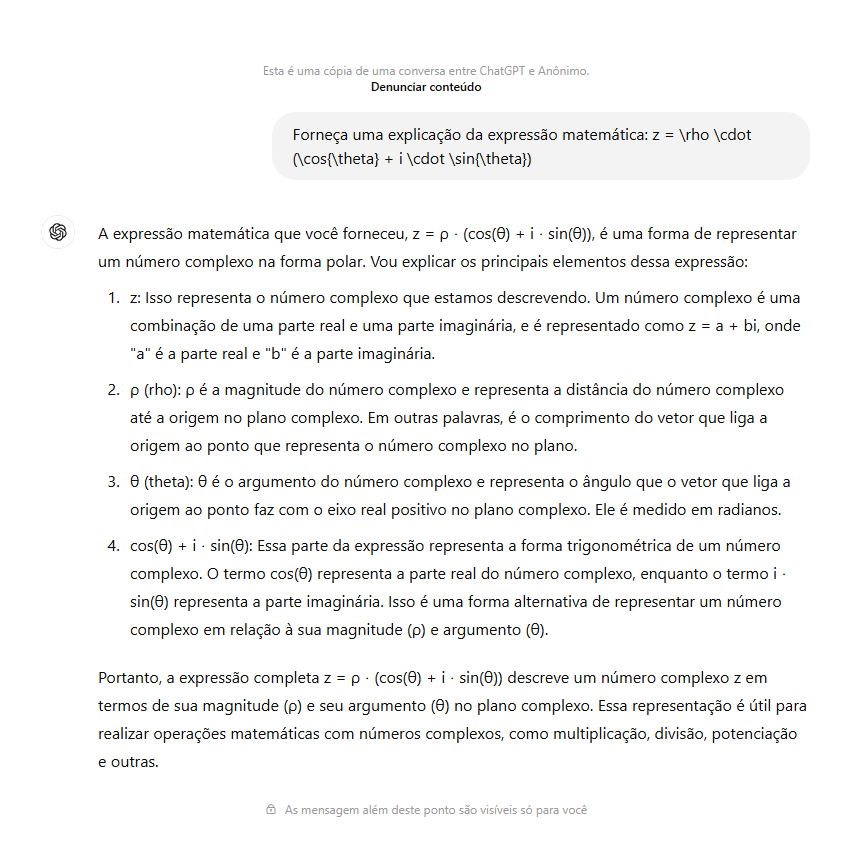 Esta é uma cópia de uma conversa entre ChatGPT e Anônimo.
Denunciar conteúdo
Forneça uma explicação da expressão matemática: z = \rho \cdot
(\cos{\theta} + i \cdot \sin{\theta})
A expressão matemática que você forneceu, z = ρ · (cos(θ) + i · sin(θ)), é uma forma de representar
um número complexo na forma polar. Vou explicar os principais elementos dessa expressão:
1. z: Isso representa o número complexo que estamos descrevendo. Um número complexo é uma
combinação de uma parte real e uma parte imaginária, e é representado como z = a + bi, onde
"a" é a parte real e "b" é a parte imaginária.
2. ρ (rho): ρ é a magnitude do número complexo e representa a distância do número complexo
até a origem no plano complexo. Em outras palavras, é o comprimento do vetor que liga a
origem ao ponto que representa o número complexo no plano.
3. θ (theta): θ é o argumento do número complexo e representa o ângulo que o vetor que liga a
origem ao ponto faz com o eixo real positivo no plano complexo. Ele é medido em radianos.
4. cos(θ) + i · sin(θ): Essa parte da expressão representa a forma trigonométrica de um número
complexo. O termo cos(θ) representa a parte real do número complexo, enquanto o termo i ·
sin(θ) representa a parte imaginária. Isso é uma forma alternativa de representar um número
complexo em relação à sua magnitude (ρ) e argumento (θ).
Portanto, a expressão completa z = ρ · (cos(θ) + i · sin(θ)) descreve um número complexo z em
termos de sua magnitude (ρ) e seu argumento (θ) no plano complexo. Essa representação é útil para
realizar operações matemáticas com números complexos, como multiplicação, divisão, potenciação
e outras.
As mensagem além deste ponto são visíveis só para você